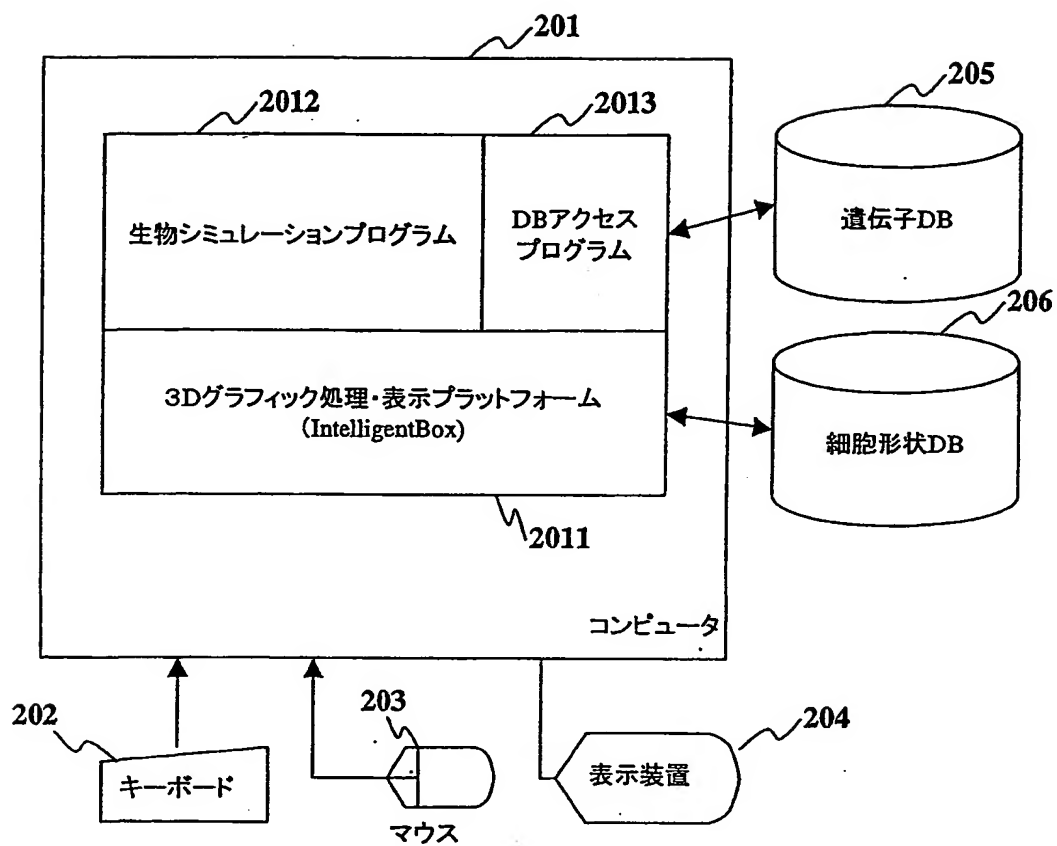 201
2012
2013
205
生物シミュレーションプログラム
DBアクセス
プログラム
遺伝子DB
206
3Dグラフィック処理・表示プラットフォーム
(IntelligentBox)
細胞形状DB
2011
コンピュータ
202
203
204
キーボード
マウス
表示装置